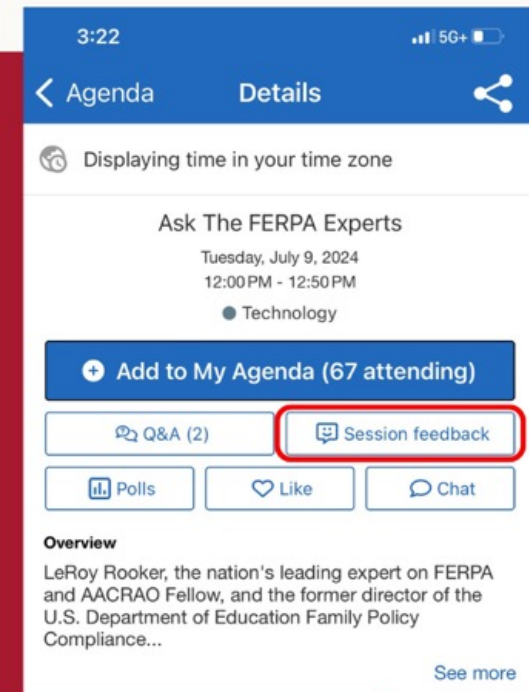 3:22 5G+
Agenda Details
Displaying time in your time zone
Ask The FERPA Experts
Tuesday, July 9, 2024
12:00 PM - 12:50 PM
Technology
Add to My Agenda (67 attending)
Q&A (2) Session feedback
Polls Like Chat
Overview
LeRoy Rooker, the nation's leading expert on FERPA
and AACRAO Fellow, and the former director of the
U.S. Department of Education Family Policy
Compliance...
See more